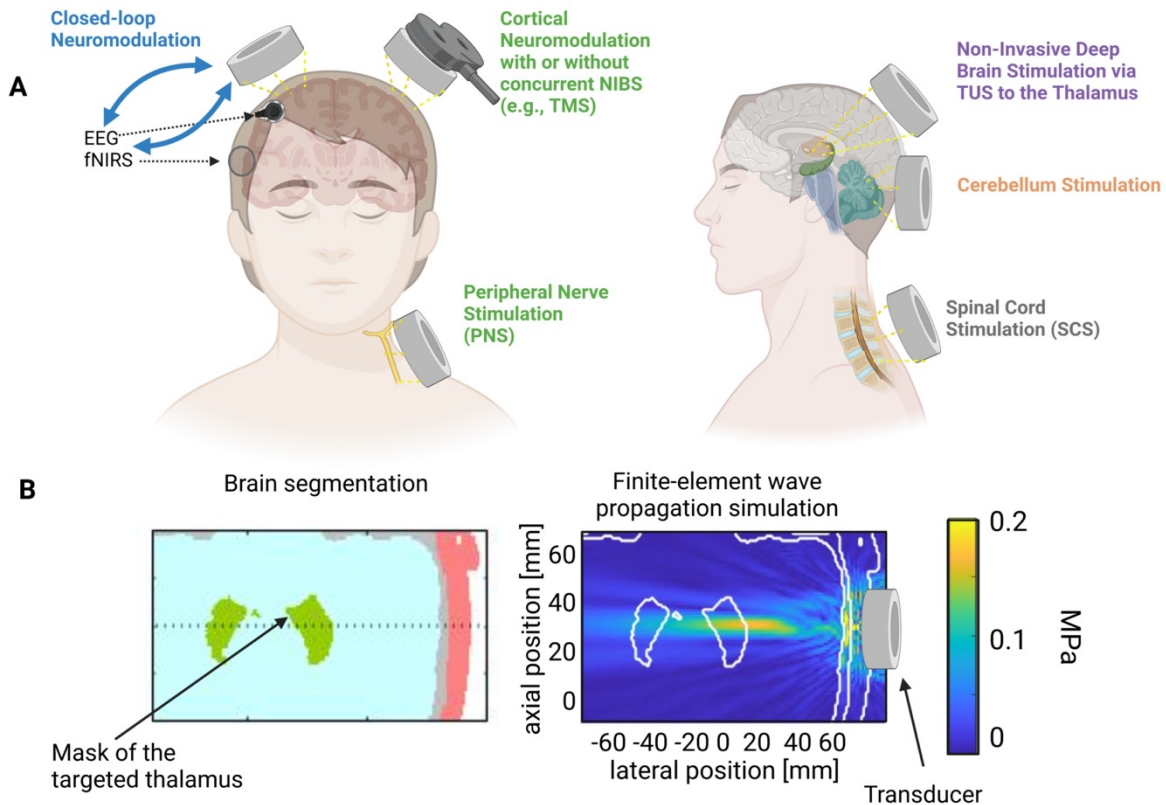 A
Closed-loop
Neuromodulation
EEG
fNIRS
Cortical
Neuromodulation
with or without
concurrent NIBS
(e.g., TMS)
Peripheral Nerve
Stimulation
(PNS)
Non-Invasive Deep
Brain Stimulation via
TUS to the Thalamus
Cerebellum Stimulation
Spinal Cord
Stimulation (SCS)
B
Brain segmentation
Mask of the
targeted thalamus
Finite-element wave
propagation simulation
axial position [mm]
60
40
20
0
-60 -40 -20 0 20 40 60
lateral position [mm]
Transducer
0.2
0.1
0
MPa